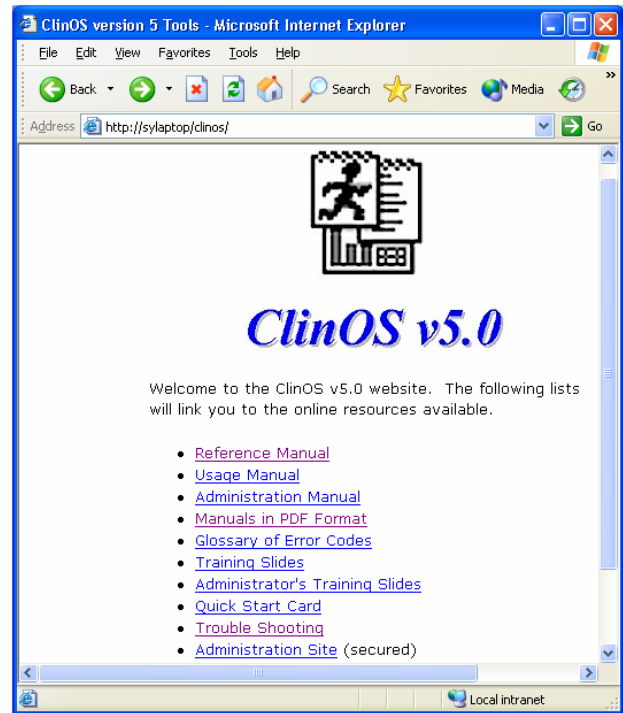 ClinOS version 5 Tools - Microsoft Internet Explorer
File Edit View Favorites Tools Help
Back Search Favorites Media »
Address http://sylaptop/clinos/ Go
ClinOS v5.0
Welcome to the ClinOS v5.0 website. The following lists
will link you to the online resources available.
• Reference Manual
• Usage Manual
• Administration Manual
• Manuals in PDF Format
• Glossary of Error Codes
• Training Slides
• Administrator's Training Slides
• Quick Start Card
• Trouble Shooting
• Administration Site (secured)
Local intranet